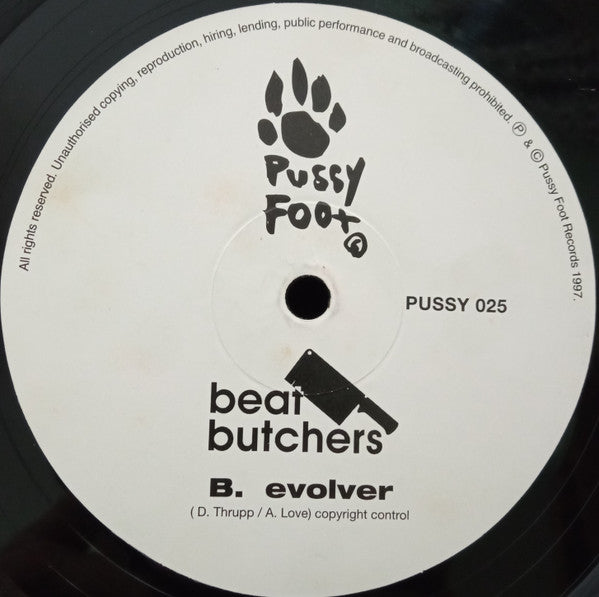 All rights reserved. Unauthorised copying, reproduction, hiring, lending, public performance and broadcasting prohibited. Ⓟ & © Pussy Foot Records 1997.
Pussy
Foot ®
PUSSY 025
beat
butchers
B. evolver
( D. Thrupp / A. Love) copyright control